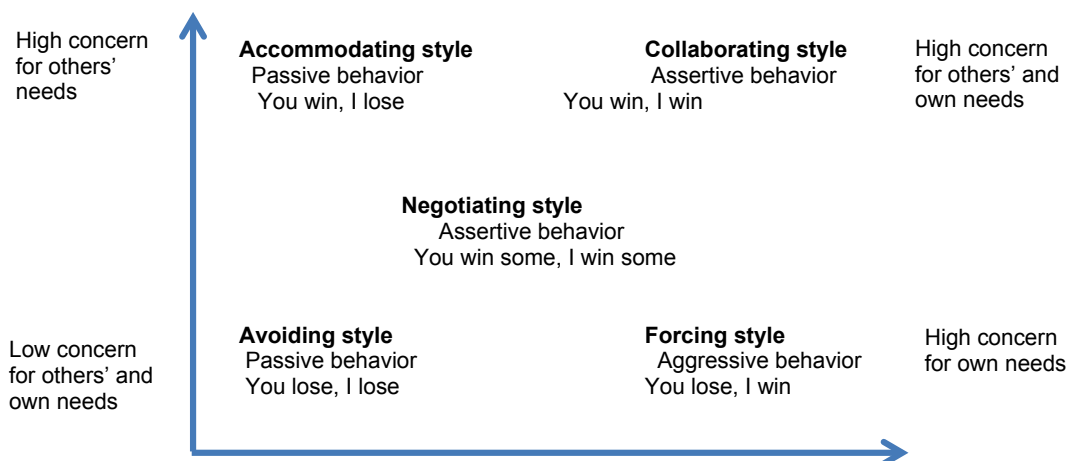 High concern
for others'
needs
Accommodating style
Passive behavior
You win, I lose
Collaborating style
Assertive behavior
You win, I win
High concern
for others' and
own needs
Negotiating style
Assertive behavior
You win some, I win some
Low concern
for others' and
own needs
Avoiding style
Passive behavior
You lose, I lose
Forcing style
Aggressive behavior
You lose, I win
High concern
for own needs